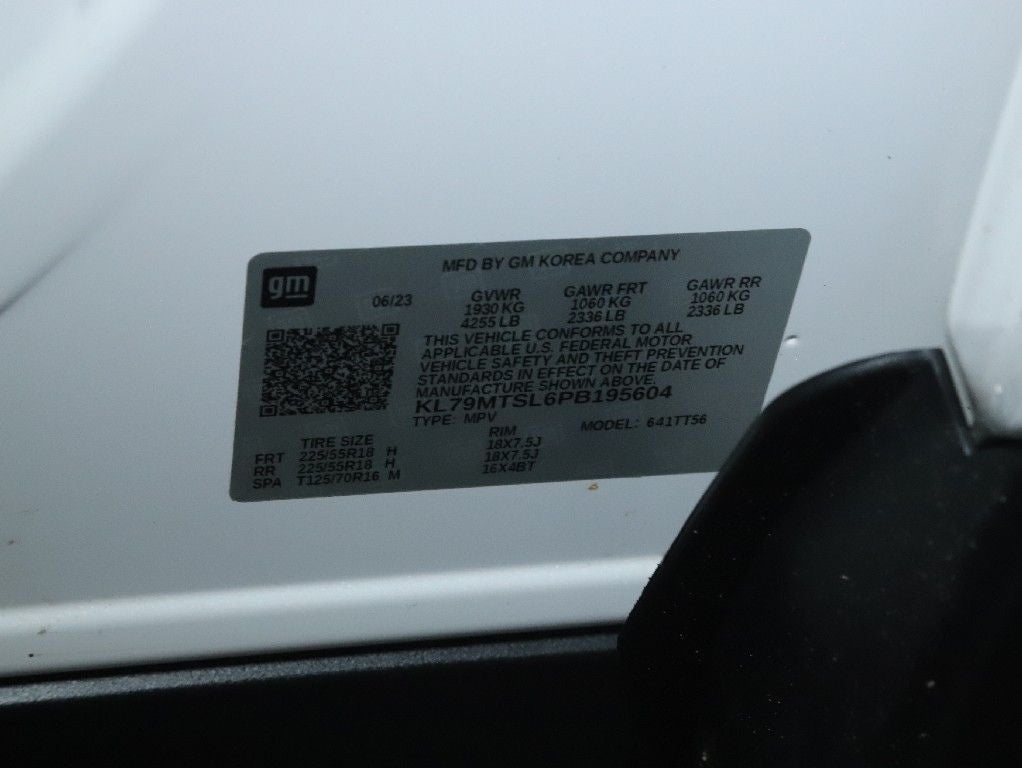 gm
MFD BY GM KOREA COMPANY
06/23 GVWR GAWR FRT GAWR RR
1930 KG 1060 KG 1060 KG
4255 LB 2336 LB 2336 LB
THIS VEHICLE CONFORMS TO ALL
APPLICABLE U.S. FEDERAL MOTOR
VEHICLE SAFETY AND THEFT PREVENTION
STANDARDS IN EFFECT ON THE DATE OF
MANUFACTURE SHOWN ABOVE.
KL79MTSL6PB195604
TYPE: MPV MODEL: 641TT56
TIRE SIZE RIM
FRT 225/55R18 H 18X7.5J
RR 225/55R18 H 18X7.5J
SPA T125/70R16 M 16X4BT